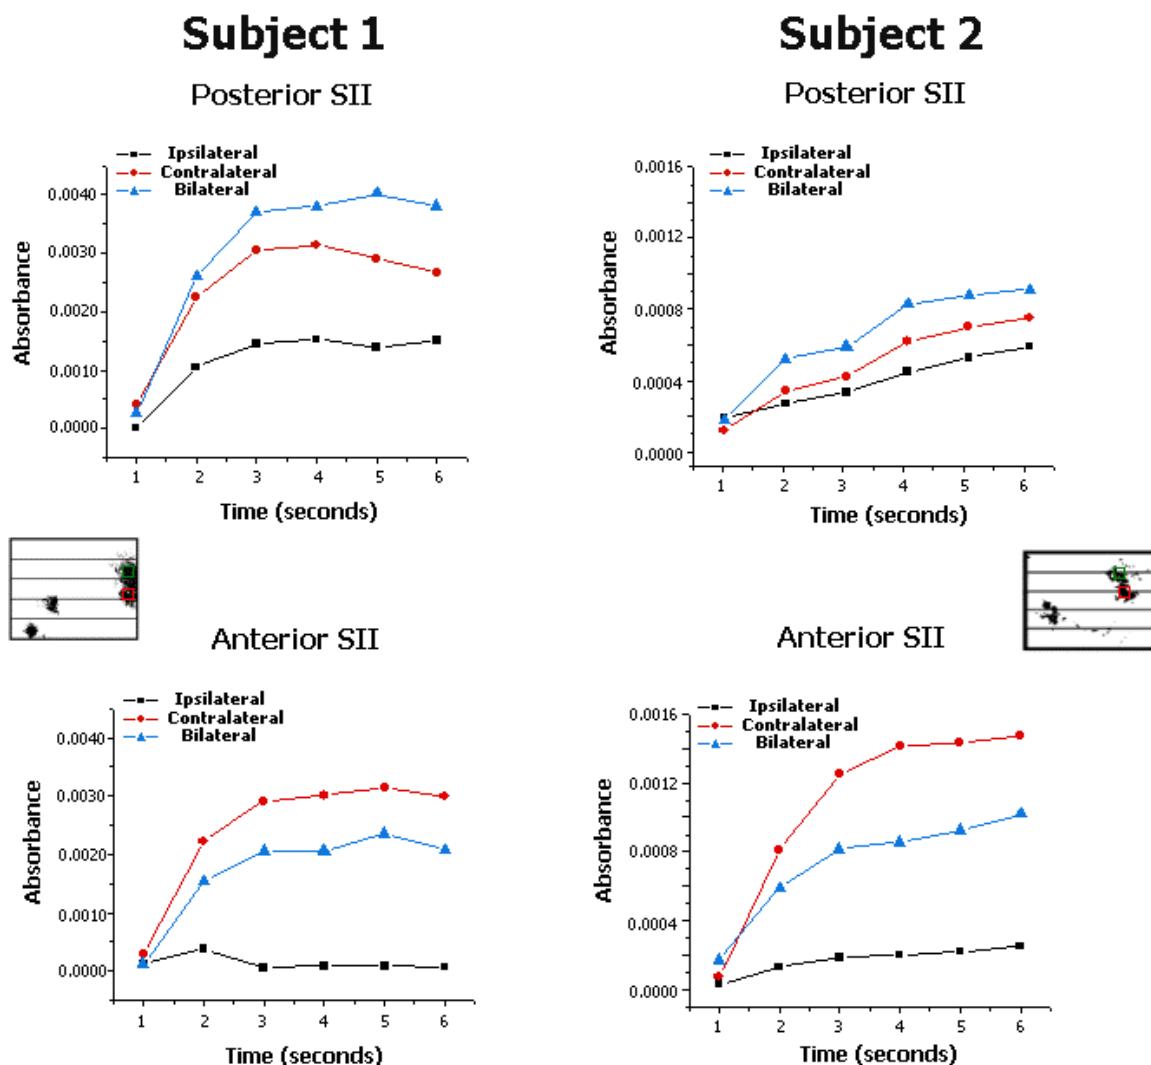 Subject 1
Subject 2
Posterior SII
Posterior SII
Ipsilateral
Contralateral
Bilateral
0.0040
0.0030
0.0020
0.0010
0.0000
Absorbance
1 2 3 4 5 6
Time (seconds)
Ipsilateral
Contralateral
Bilateral
0.0016
0.0012
0.0008
0.0004
0.0000
Absorbance
1 2 3 4 5 6
Time (seconds)
Anterior SII
Anterior SII
Ipsilateral
Contralateral
Bilateral
0.0040
0.0030
0.0020
0.0010
0.0000
Absorbance
1 2 3 4 5 6
Time (seconds)
Ipsilateral
Contralateral
Bilateral
0.0016
0.0012
0.0008
0.0004
0.0000
Absorbance
1 2 3 4 5 6
Time (seconds)